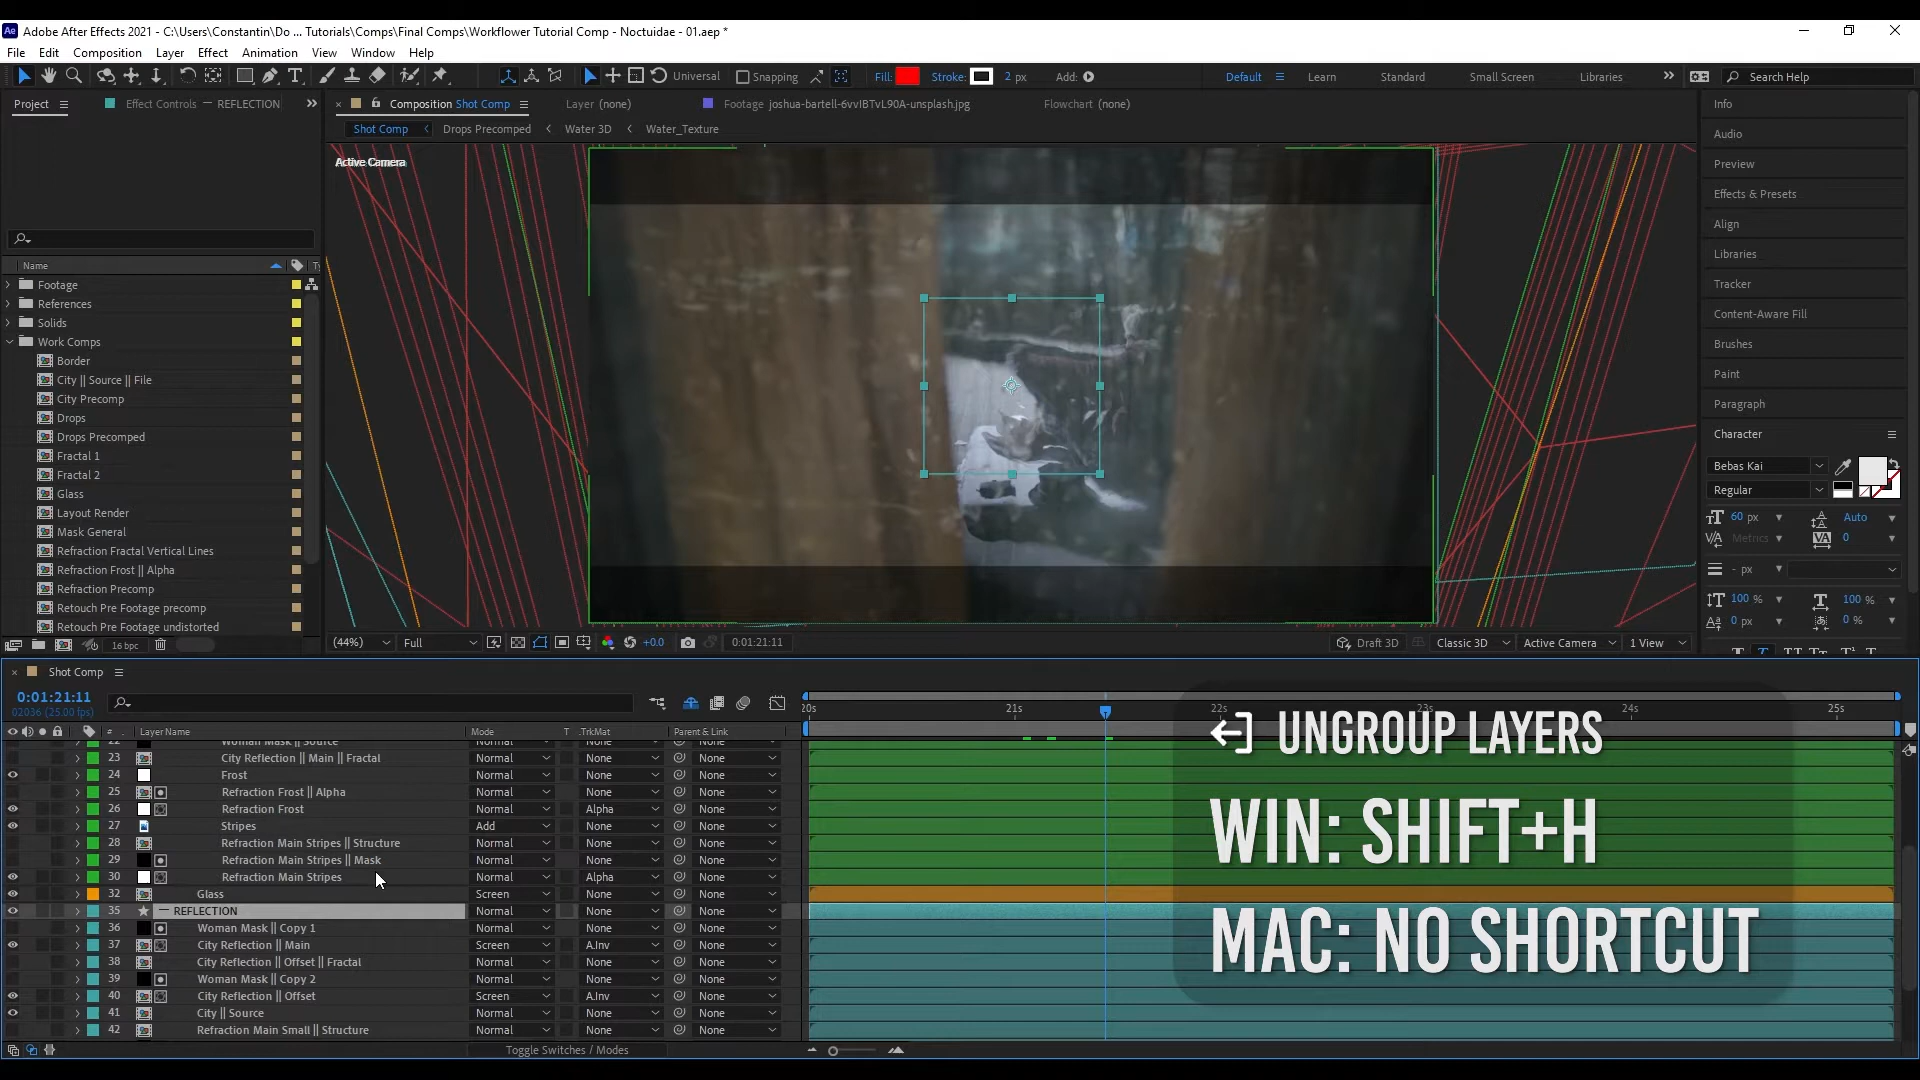 Ae Adobe After Effects 2021 - C:\Users\Constantin\Do ... Tutorials\Comps\Final Comps\Workflower Tutorial Comp - Noctuidae - 01.aep *
File Edit Composition Layer Effect Animation View Window Help
Universal Snapping Fill: Stroke: 2 px Add: Default Learn Standard Small Screen Libraries Search Help
Project Effect Controls — REFLECTION Composition Shot Comp Layer (none) Footage joshua-bartell-6vvIBTvL90A-unsplash.jpg Flowchart (none)
Shot Comp Drops Precomped Water 3D Water_Texture
Active Camera
Name
Footage
References
Solids
Work Comps
Border
City || Source || File
City Precomp
Drops
Drops Precomped
Fractal 1
Fractal 2
Glass
Layout Render
Mask General
Refraction Fractal Vertical Lines
Refraction Frost || Alpha
Refraction Precomp
Retouch Pre Footage precomp
Retouch Pre Footage undistorted
16 bpc
(44%) Full +0.0 0:01:21:11 Draft 3D Classic 3D Active Camera 1 View
Info
Audio
Preview
Effects & Presets
Align
Libraries
Tracker
Content-Aware Fill
Brushes
Paint
Paragraph
Character
Bebas Kai
Regular
60 px Auto
Metrics 0
- px
100 % 100 %
0 px 0 %
Shot Comp
0:01:21:11
02036 (25.00 fps)
20s 21s 22s 23s 24s 25s
# Layer Name Mode T .TrkMat Parent & Link
22 Woman Mask || Source Normal None None
23 City Reflection || Main || Fractal Normal None None
24 Frost Normal None None
25 Refraction Frost || Alpha Normal None None
26 Refraction Frost Normal Alpha None
27 Stripes Add None None
28 Refraction Main Stripes || Structure Normal None None
29 Refraction Main Stripes || Mask Normal None None
30 Refraction Main Stripes Normal Alpha None
32 Glass Screen None None
35 — REFLECTION Normal None None
36 Woman Mask || Copy 1 Normal None None
37 City Reflection || Main Screen A.Inv None
38 City Reflection || Offset || Fractal Normal None None
39 Woman Mask || Copy 2 Normal None None
40 City Reflection || Offset Screen A.Inv None
41 City || Source Normal None None
42 Refraction Main Small || Structure Normal None None
Toggle Switches / Modes
UNGROUP LAYERS
WIN: SHIFT+H
MAC: NO SHORTCUT